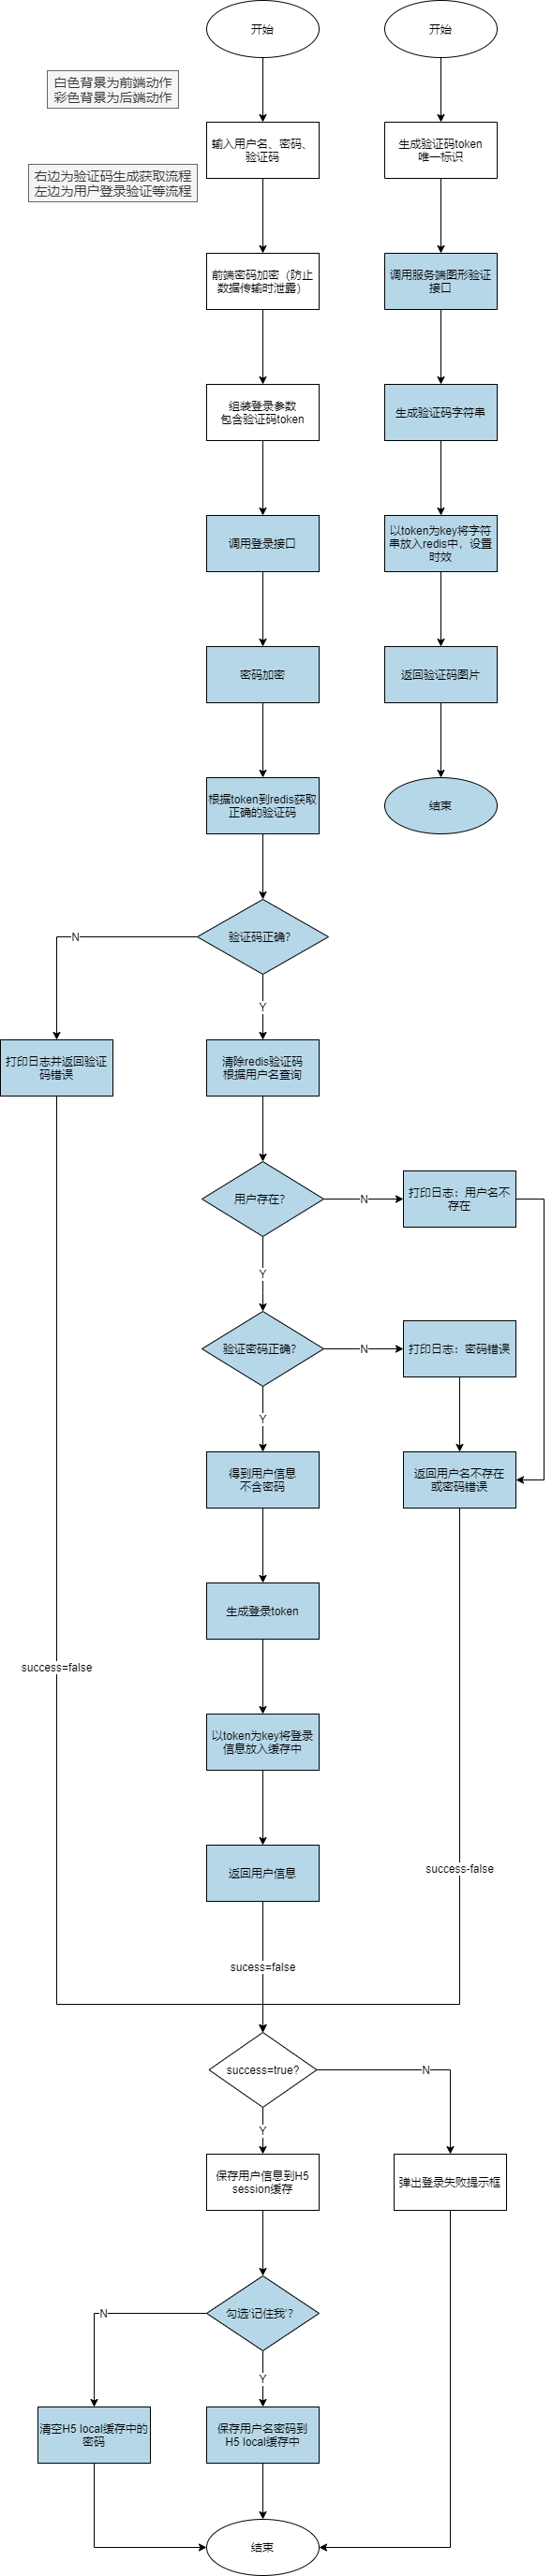 开始
开始
白色背景为前端动作
彩色背景为后端动作
输入用户名、密码、
验证码
生成验证码token
唯一标识
右边为验证码生成获取流程
左边为用户登录验证等流程
前端密码加密（防止
数据传输时泄露）
调用服务端图形验证
接口
组装登录参数
包含验证码token
生成验证码字符串
调用登录接口
以token为key将字符
串放入redis中，设置
时效
密码加密
返回验证码图片
根据token到redis获取
正确的验证码
结束
验证码正确?
N
Y
打印日志并返回验证
码错误
清除redis验证码
根据用户名查询
用户存在?
N
打印日志：用户名不
存在
Y
验证密码正确?
N
打印日志：密码错误
Y
得到用户信息
不含密码
返回用户名不存在
或密码错误
生成登录token
success=false
以token为key将登录
信息放入缓存中
返回用户信息
success-false
sucess=false
success=true?
N
Y
保存用户信息到H5
session缓存
弹出登录失败提示框
勾选'记住我'?
N
Y
清空H5 local缓存中的
密码
保存用户名密码到
H5 local缓存中
结束